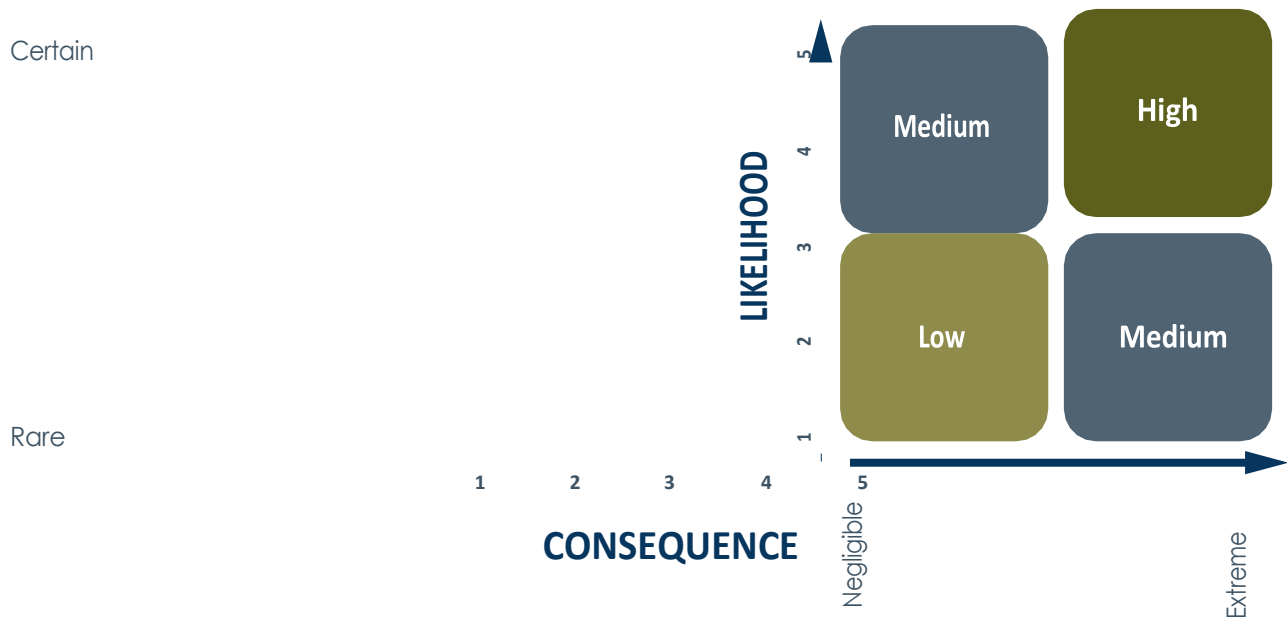 Certain
5
High
Medium
4
LIKELIHOOD
3
2
Low
Medium
Rare
1
1 2 3 4 5
CONSEQUENCE
Negligible
Extreme